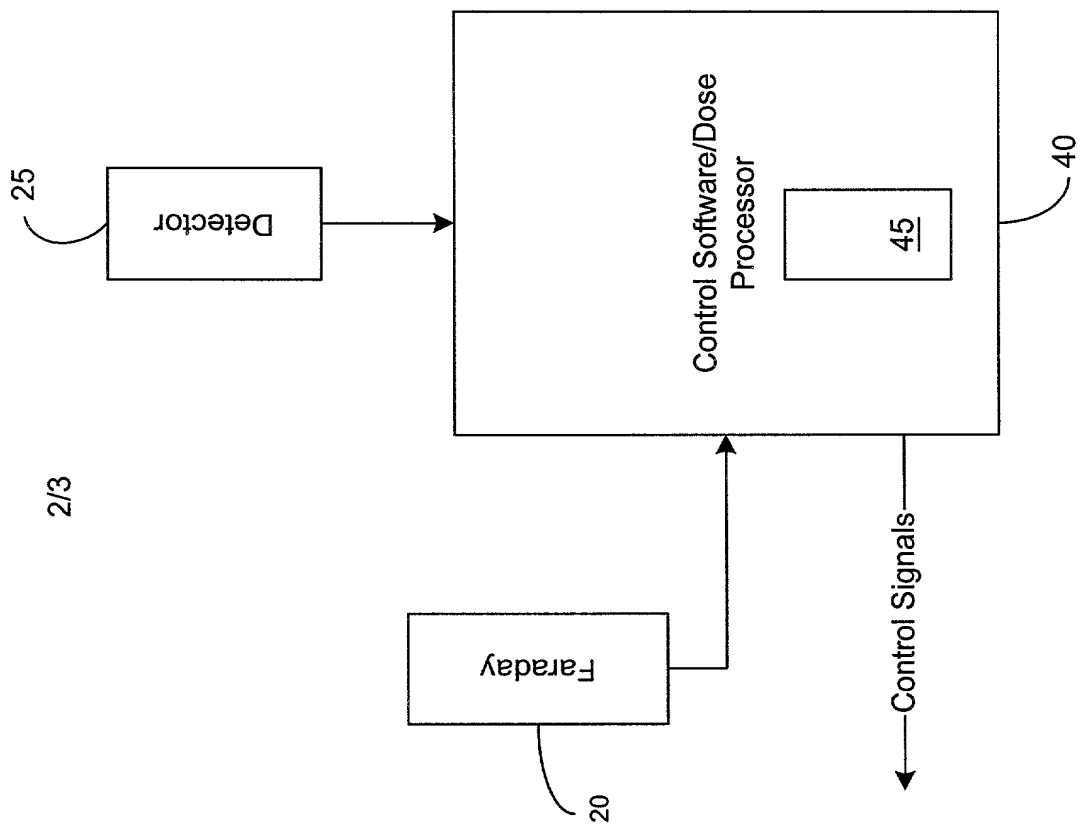 2/3
25
Detector
Control Software/Dose
Processor
45
40
Faraday
20
Control Signals